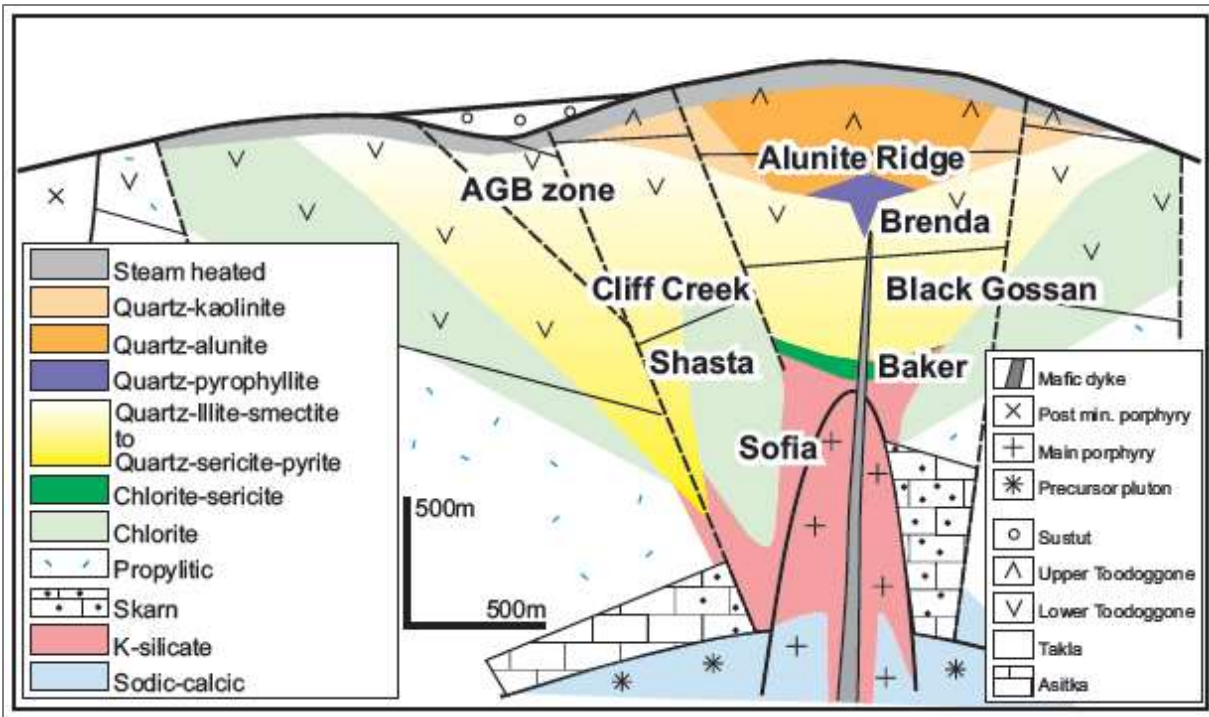 Alunite Ridge
AGB zone
Brenda
Cliff Creek
Black Gossan
Shasta
Baker
Sofia
Steam heated
Quartz-kaolinite
Quartz-alunite
Quartz-pyrophyllite
Quartz-Illite-smectite
to
Quartz-sericite-pyrite
Chlorite-sericite
Chlorite
Propylitic
Skarn
K-silicate
Sodic-calcic
500m
500m
Mafic dyke
Post min. porphyry
Main porphyry
Precursor pluton
Sustut
Upper Toodoggone
Lower Toodoggone
Takla
Asitka